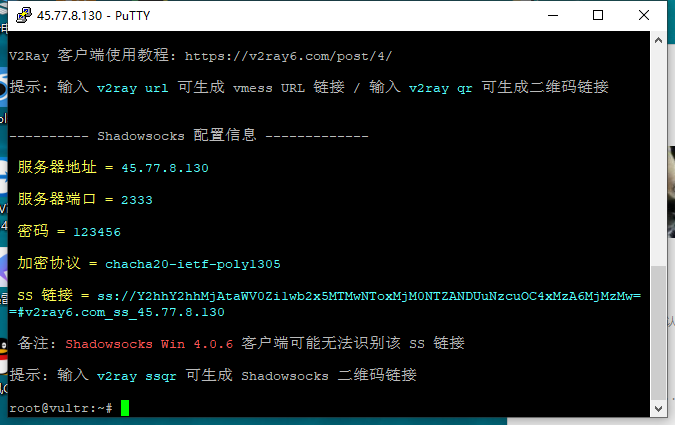 45.77.8.130 - PuTTY
V2Ray 客户端使用教程: https://v2ray6.com/post/4/
提示: 输入 v2ray url 可生成 vmess URL 链接 / 输入 v2ray qr 可生成二维码链接
---------- Shadowsocks 配置信息 -------------
服务器地址 = 45.77.8.130
服务器端口 = 2333
密码 = 123456
加密协议 = chacha20-ietf-poly1305
SS 链接 = ss://Y2hhY2hhMjAtaWV0Zi1wb2x5MTMwNToxMjM0NTZANDUuNzcuOC4xMzA6MjMzMw=
=#v2ray6.com_ss_45.77.8.130
备注: Shadowsocks Win 4.0.6 客户端可能无法识别该 SS 链接
提示: 输入 v2ray ssqr 可生成 Shadowsocks 二维码链接
root@vultr:~#